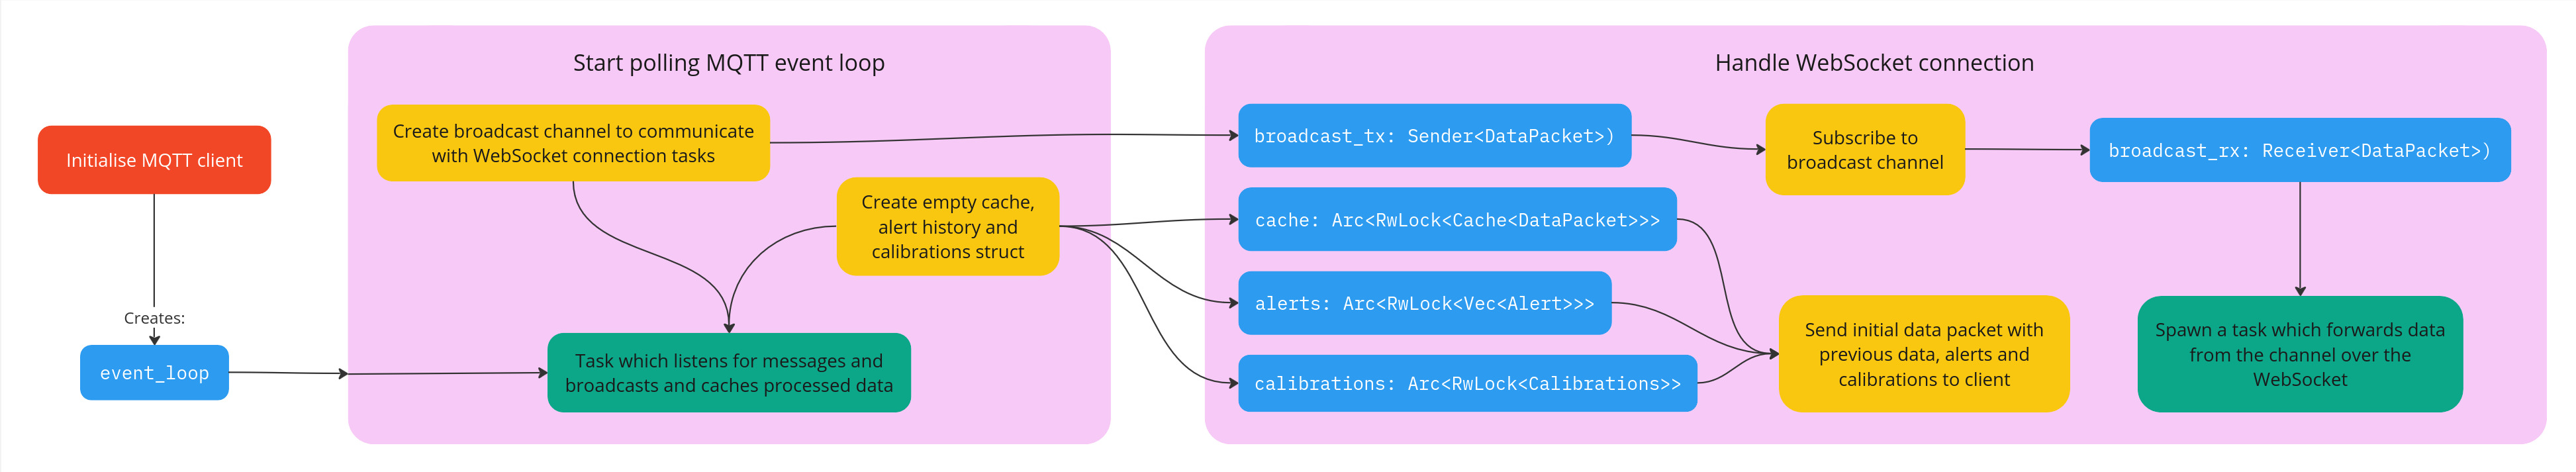 Initialise MQTT client
Creates:
event_loop
Start polling MQTT event loop
Create broadcast channel to communicate
with WebSocket connection tasks
Create empty cache,
alert history and
calibrations struct
Task which listens for messages and
broadcasts and caches processed data
Handle WebSocket connection
broadcast_tx: Sender<DataPacket>)
cache: Arc<RwLock<Cache<DataPacket>>>
alerts: Arc<RwLock<Vec<Alert>>>
calibrations: Arc<RwLock<Calibrations>>
Subscribe to
broadcast channel
broadcast_rx: Receiver<DataPacket>)
Send initial data packet with
previous data, alerts and
calibrations to client
Spawn a task which forwards data
from the channel over the
WebSocket